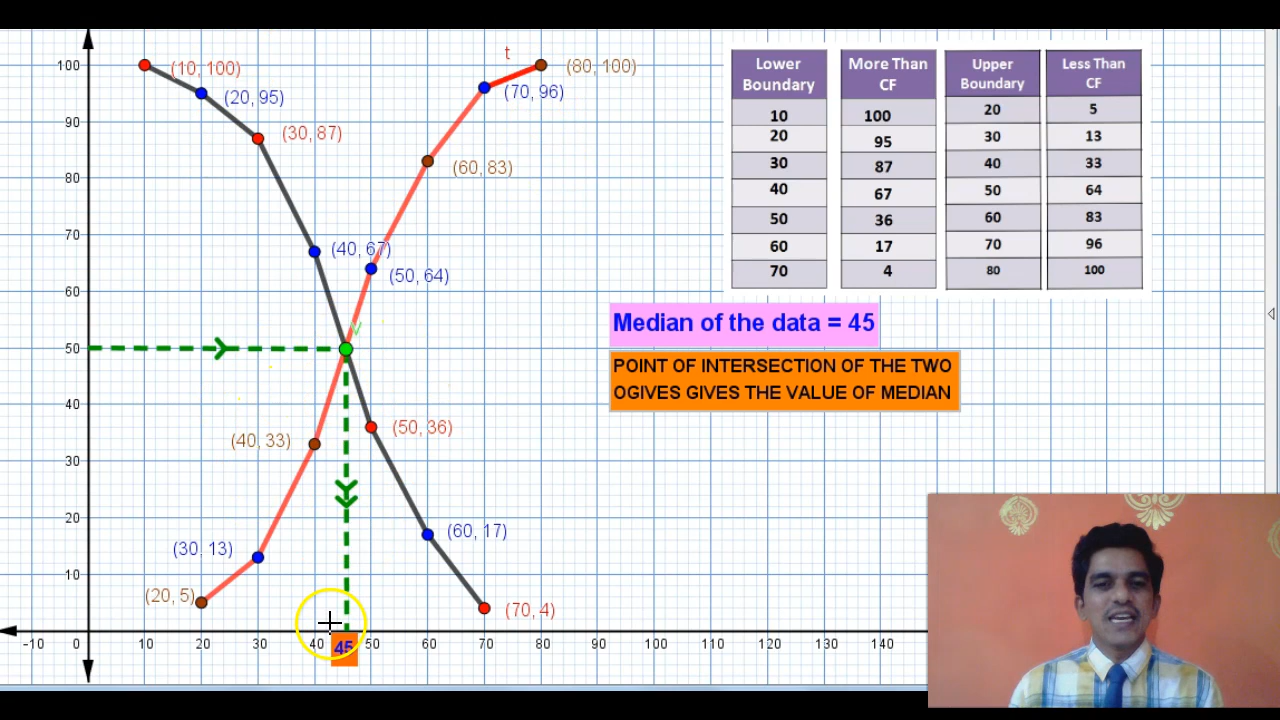 t
(10, 100)
(80, 100)
(20, 95)
(70, 96)
(30, 87)
(60, 83)
(40, 67)
(50, 64)
(40, 33)
(50, 36)
(30, 13)
(60, 17)
(20, 5)
(70, 4)
100
90
80
70
60
50
40
30
20
10
-10 0 10 20 30 40 45 50 60 70 80 90 100 110 120 130 140
Lower Boundary More Than CF Upper Boundary Less Than CF
10 100 20 5
20 95 30 13
30 87 40 33
40 67 50 64
50 36 60 83
60 17 70 96
70 4 80 100
Median of the data = 45
POINT OF INTERSECTION OF THE TWO
OGIVES GIVES THE VALUE OF MEDIAN